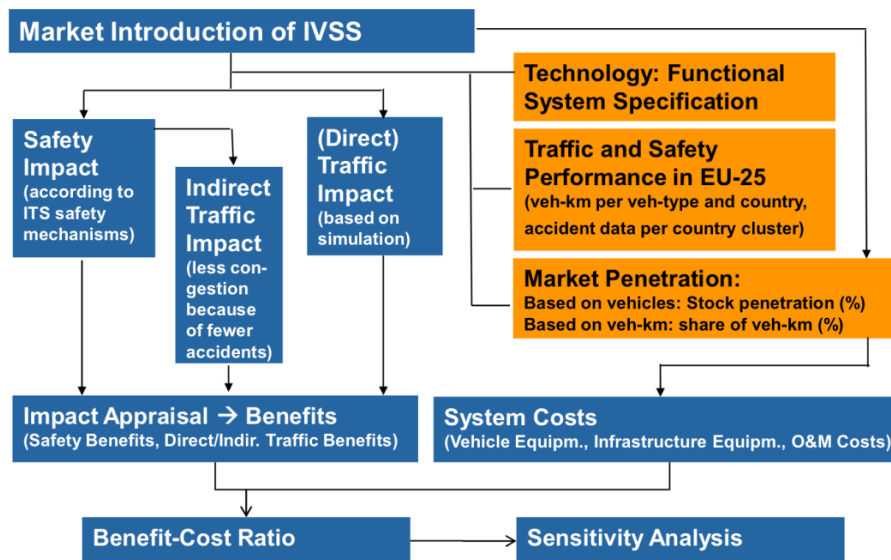 Market Introduction of IVSS
Technology: Functional
System Specification
Safety
Impact
(according to
ITS safety
mechanisms)
Indirect
Traffic
Impact
(less con-
gestion
because
of fewer
accidents)
(Direct)
Traffic
Impact
(based on
simulation)
Traffic and Safety
Performance in EU-25
(veh-km per veh-type and country,
accident data per country cluster)
Market Penetration:
Based on vehicles: Stock penetration (%)
Based on veh-km: share of veh-km (%)
Impact Appraisal → Benefits
(Safety Benefits, Direct/Indir. Traffic Benefits)
System Costs
(Vehicle Equipm., Infrastructure Equipm., O&M Costs)
Benefit-Cost Ratio
Sensitivity Analysis